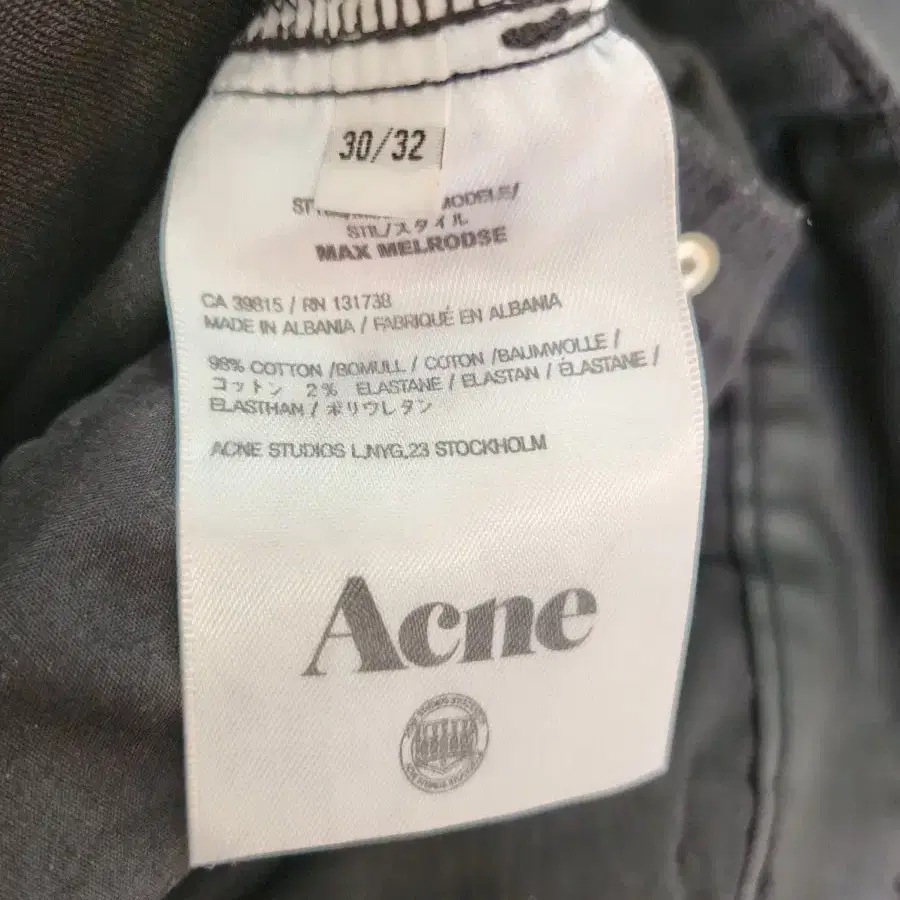 30/32
MODELE/
STIL/スタイル
MAX MELRODSE
CA 39815 / RN 131738
MADE IN ALBANIA / FABRIQUÉ EN ALBANIA
98% COTTON /BOMULL / COTON /BAUMWOLLE /
コットン 2% ELASTANE / ELASTAN / ÉLASTANE /
ELASTHAN / ポリウレタン
ACNE STUDIOS L.NYG.23 STOCKHOLM
Acne